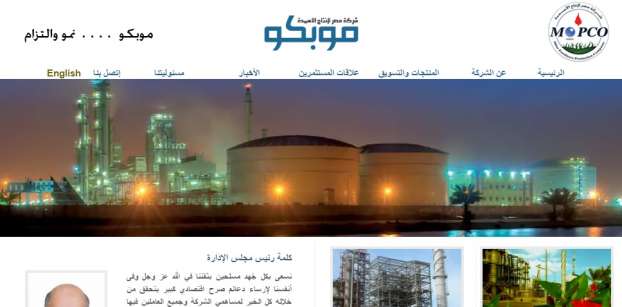 شركة مصر لإنتاج الأسمدة
موبكو
موبكو .... نمو والتزام
MOPCO
الرئيسية
عن الشركة
المنتجات والتسويق
علاقات المستثمرين
الأخبار
مسئوليتنا
إتصل بنا
English
كلمة رئيس مجلس الإدارة
نسعى بكل جهد مسلحين بثقتنا في الله عز وجل وفى
أنفسنا لإرساء دعائم صرح اقتصادي كبير يتحقق من
خلاله كل الخير لمساهمي الشركة وجميع العاملين فيها